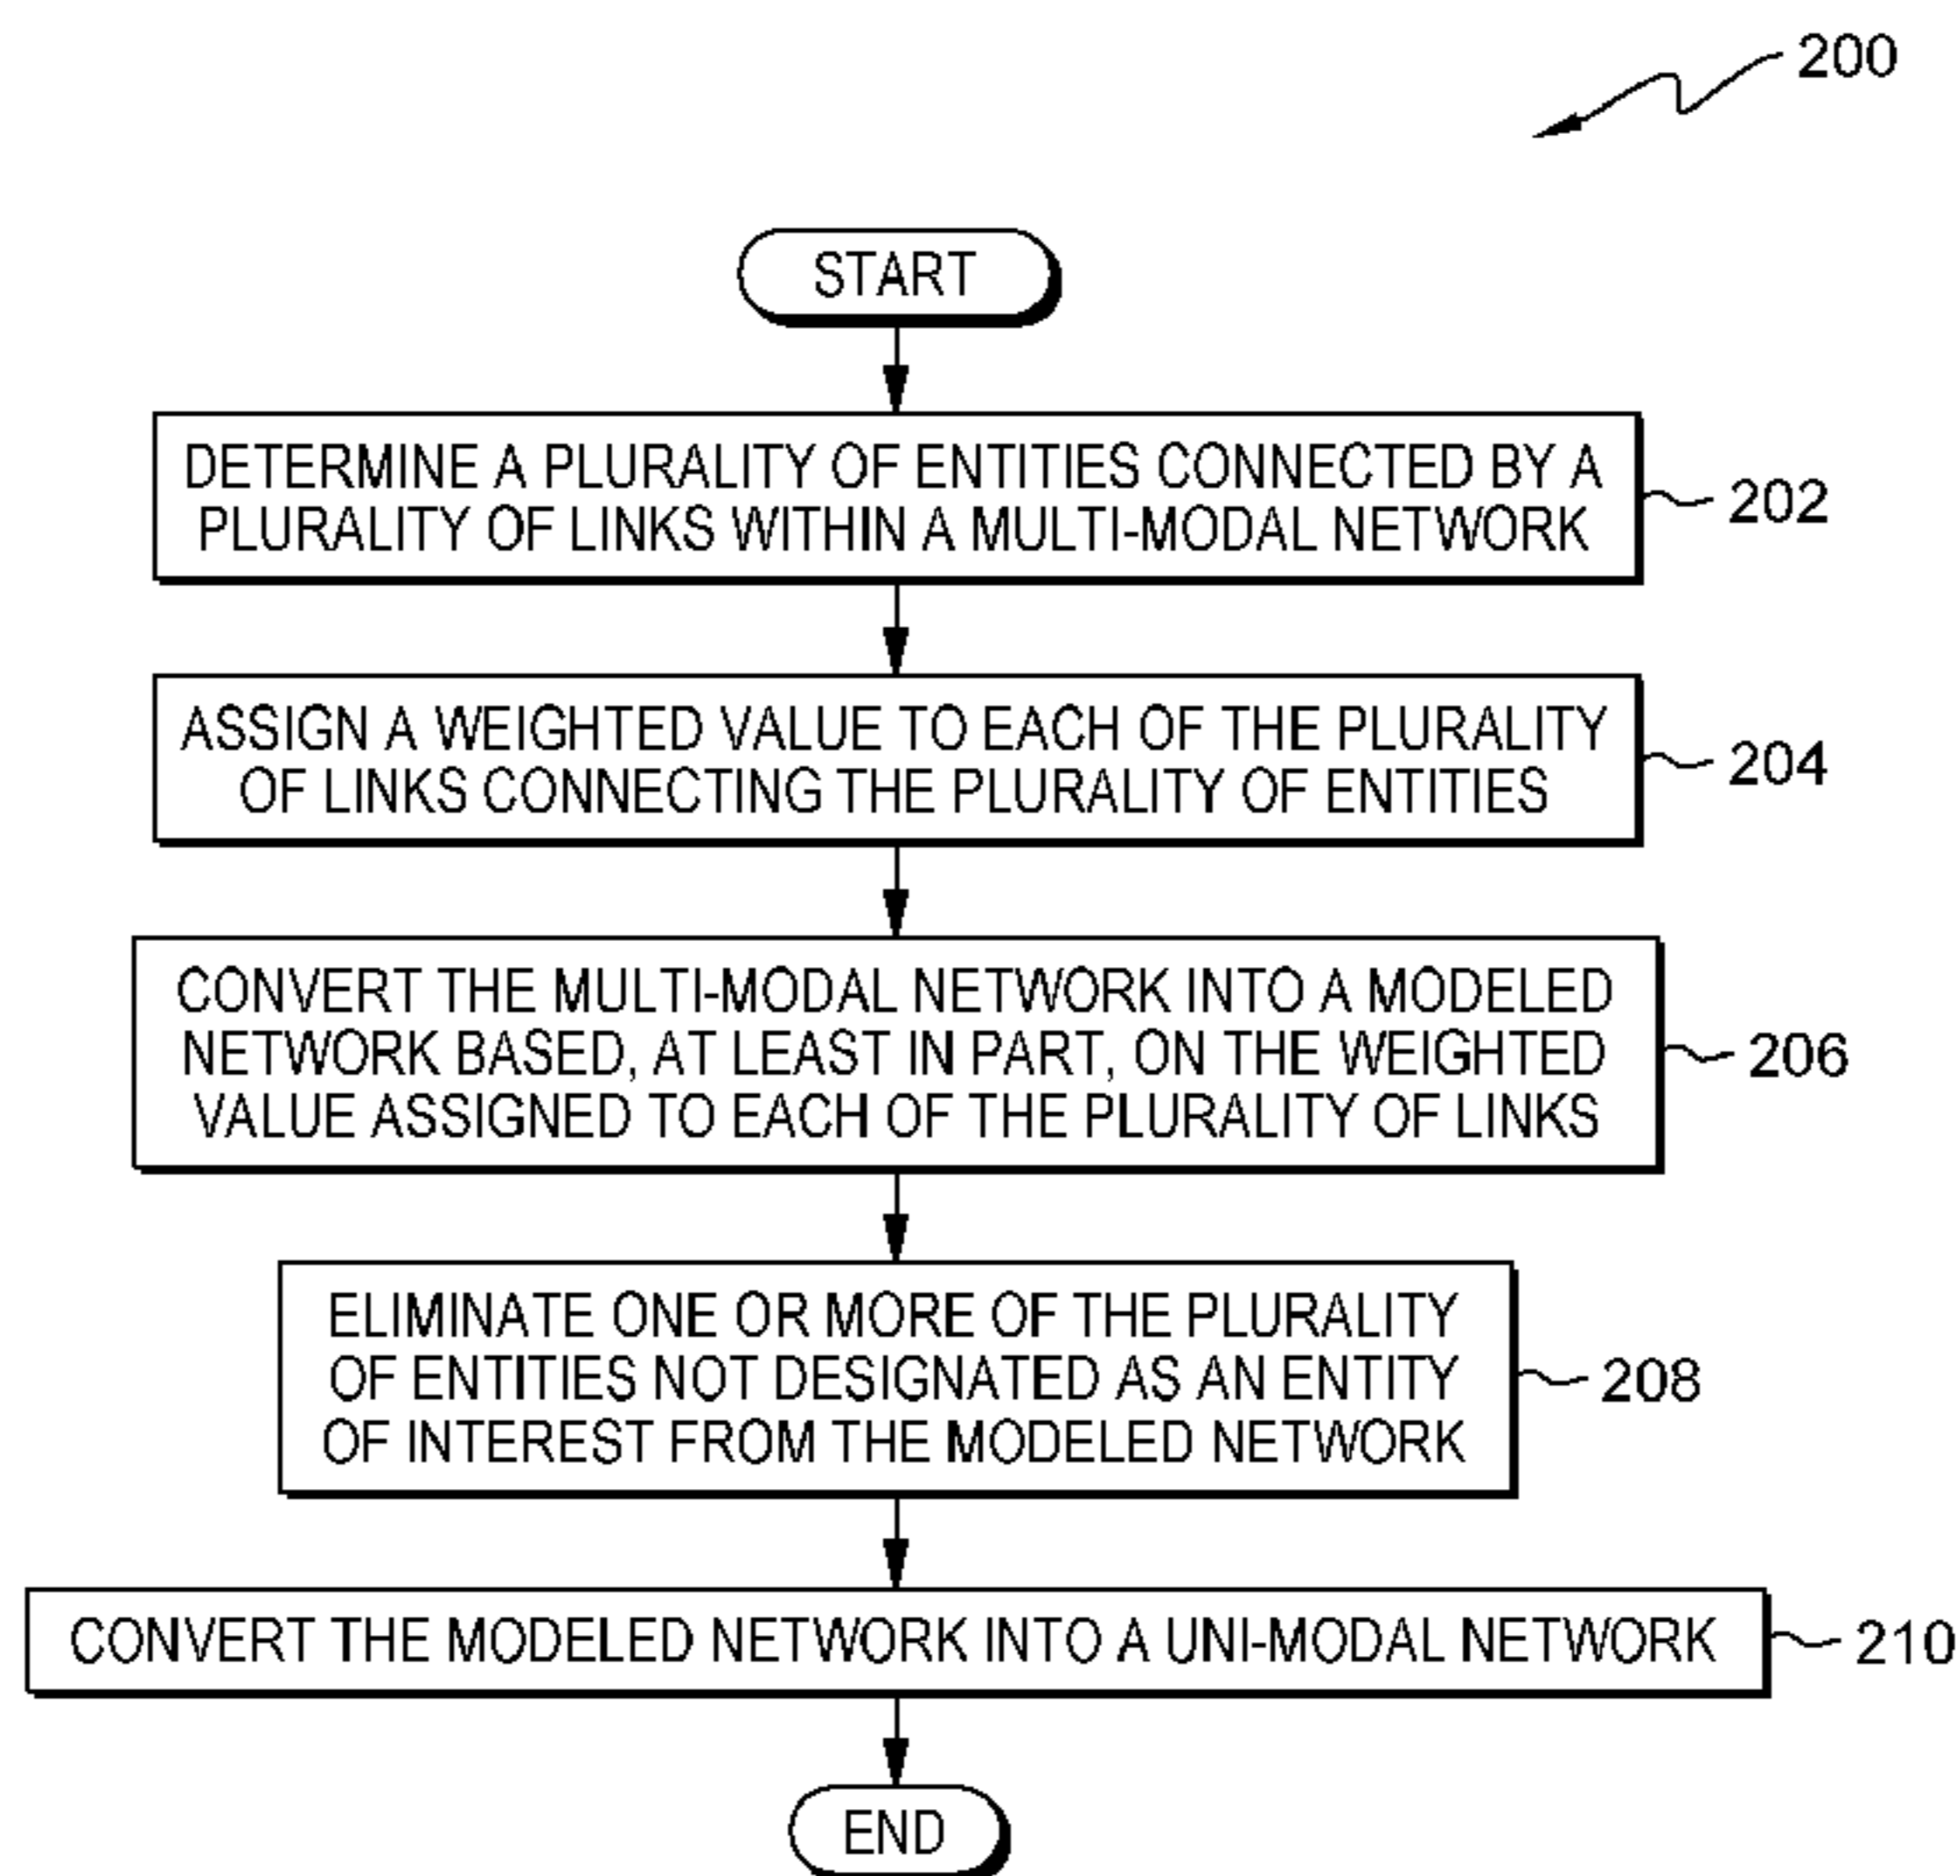 200
START
DETERMINE A PLURALITY OF ENTITIES CONNECTED BY A
PLURALITY OF LINKS WITHIN A MULTI-MODAL NETWORK
202
ASSIGN A WEIGHTED VALUE TO EACH OF THE PLURALITY
OF LINKS CONNECTING THE PLURALITY OF ENTITIES
204
CONVERT THE MULTI-MODAL NETWORK INTO A MODELED
NETWORK BASED, AT LEAST IN PART, ON THE WEIGHTED
VALUE ASSIGNED TO EACH OF THE PLURALITY OF LINKS
206
ELIMINATE ONE OR MORE OF THE PLURALITY
OF ENTITIES NOT DESIGNATED AS AN ENTITY
OF INTEREST FROM THE MODELED NETWORK
208
CONVERT THE MODELED NETWORK INTO A UNI-MODAL NETWORK
210
END